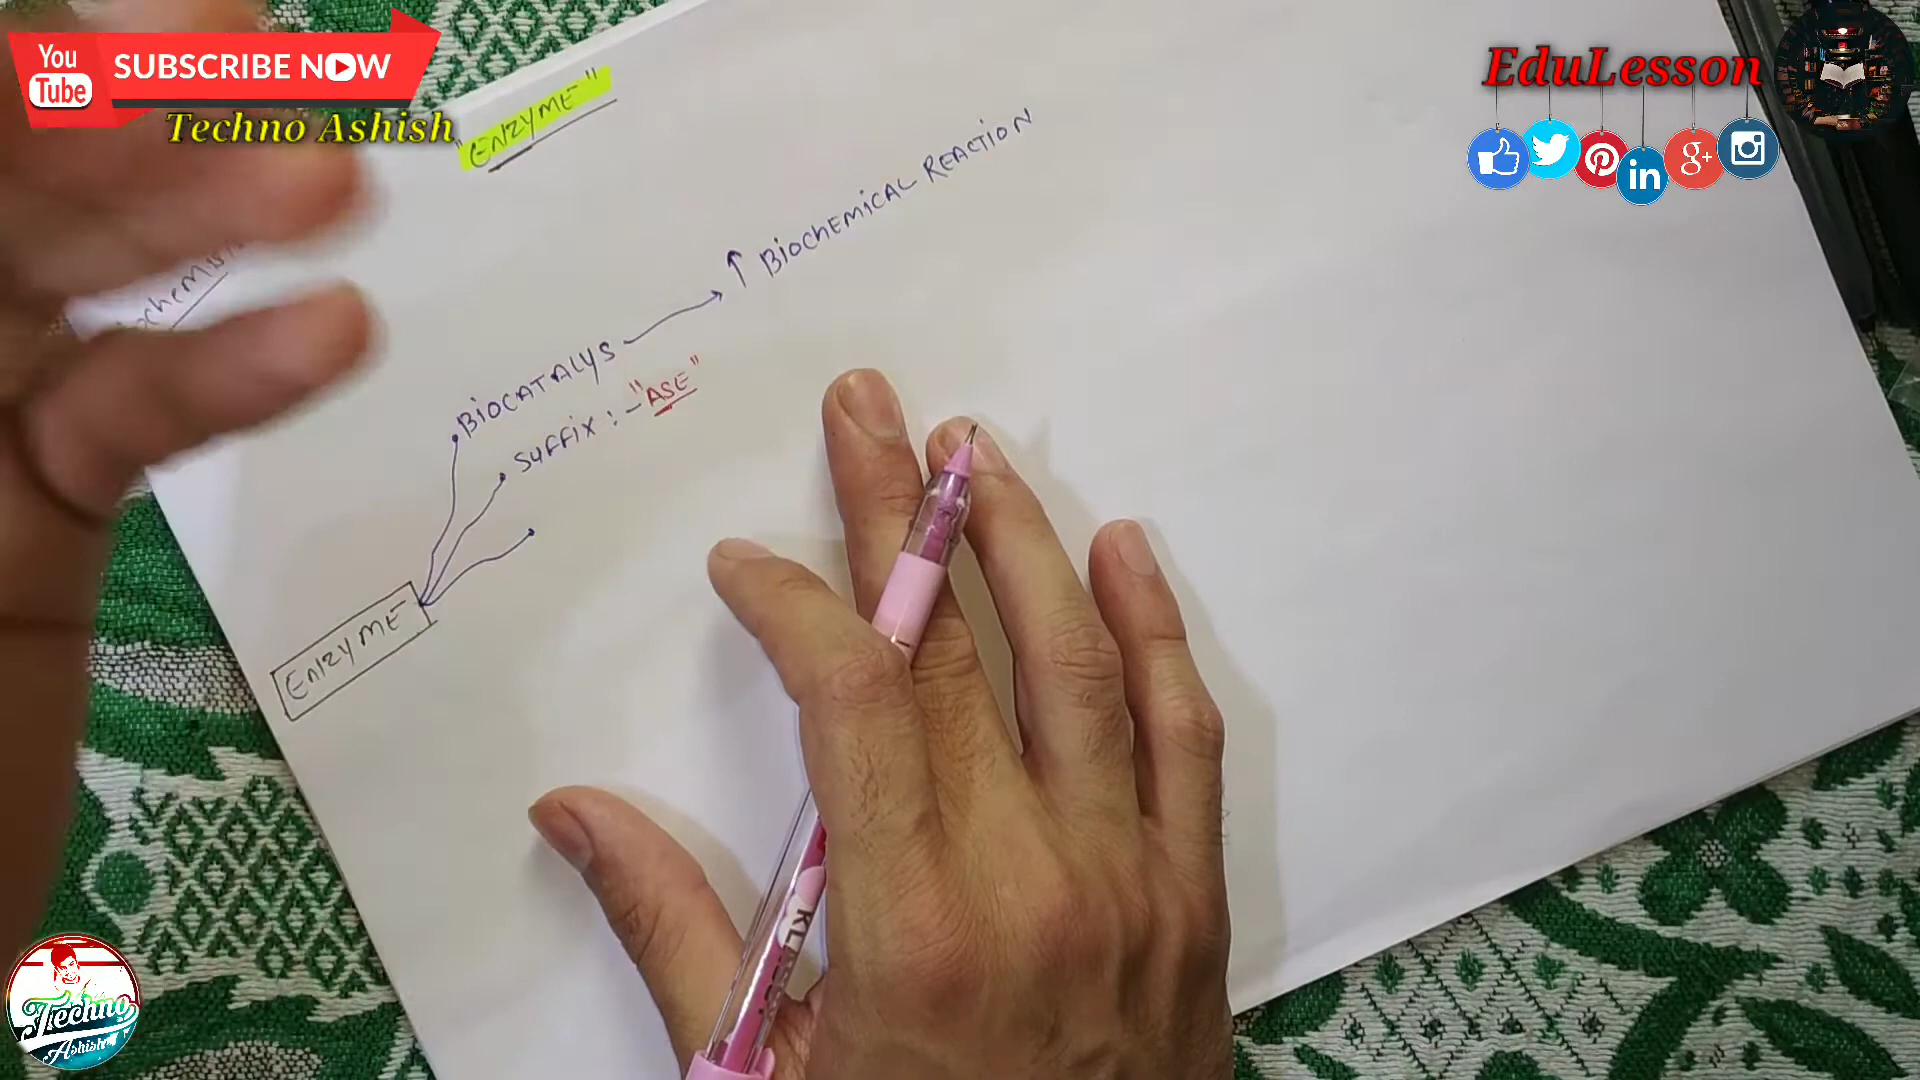 You
Tube
SUBSCRIBE NOW
Techno Ashish
EduLesson
"ENZYME"
↑ BiochEMiCAL REACTiON
BiOCATALYS
SUFFiX : - "ASE"
ENZYME
Techno
Ashish